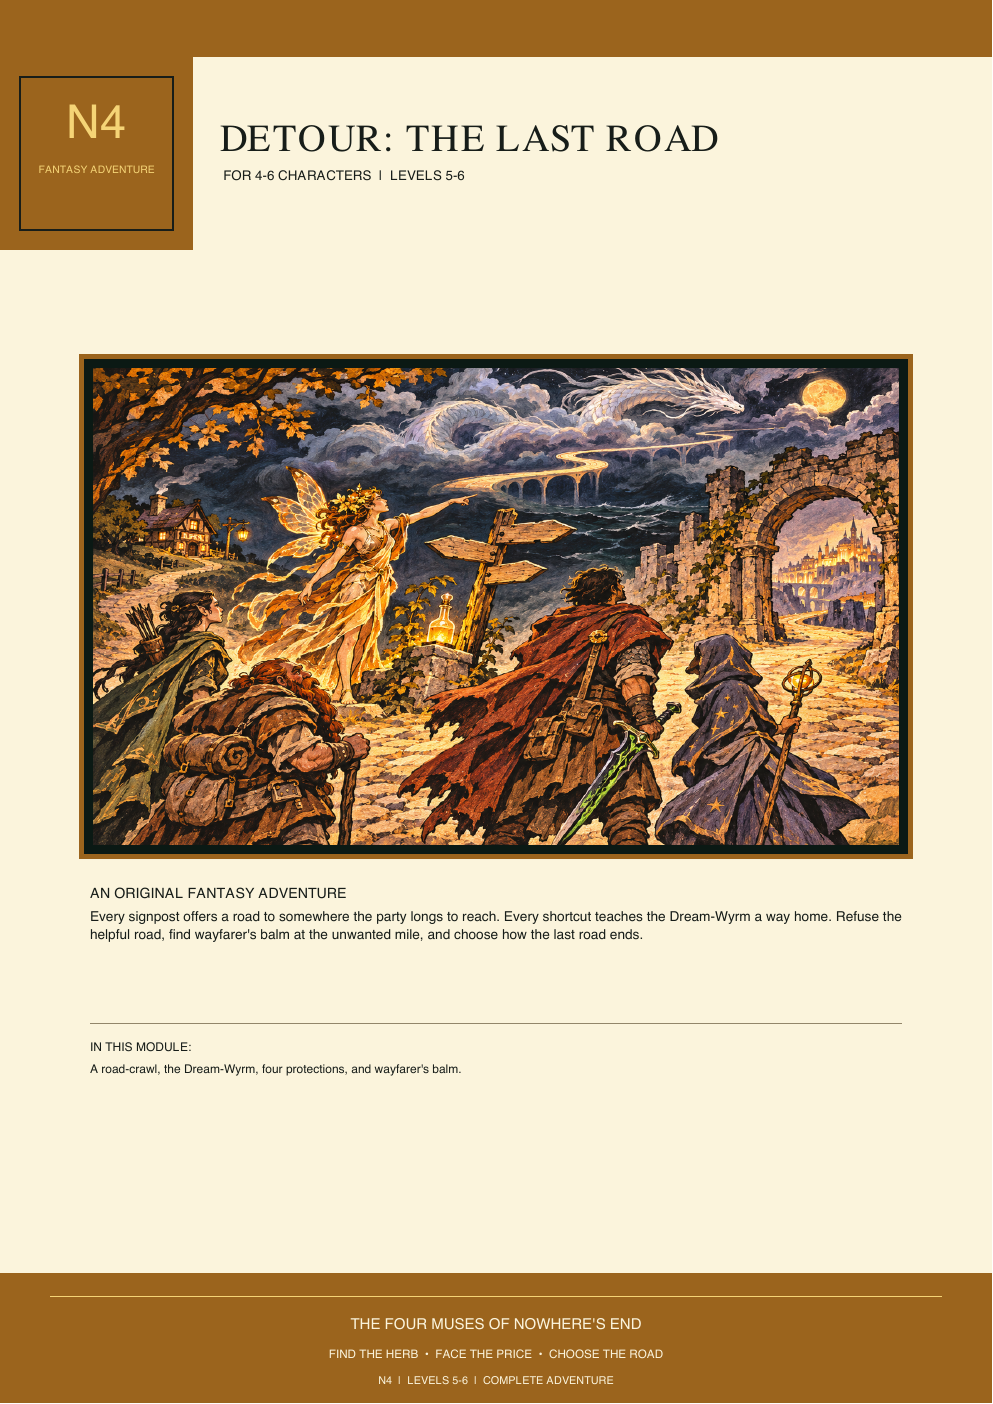 N4
FANTASY ADVENTURE
DETOUR: THE LAST ROAD
FOR 4-6 CHARACTERS | LEVELS 5-6
AN ORIGINAL FANTASY ADVENTURE
Every signpost offers a road to somewhere the party longs to reach. Every shortcut teaches the Dream-Wyrm a way home. Refuse the
helpful road, find wayfarer's balm at the unwanted mile, and choose how the last road ends.
IN THIS MODULE:
A road-crawl, the Dream-Wyrm, four protections, and wayfarer's balm.
THE FOUR MUSES OF NOWHERE'S END
FIND THE HERB • FACE THE PRICE • CHOOSE THE ROAD
N4 | LEVELS 5-6 | COMPLETE ADVENTURE